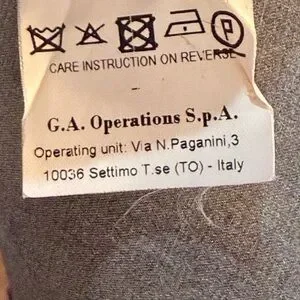 P
CARE INSTRUCTION ON REVERSE
-
G.A. Operations S.p.A.
Operating unit: Via N.Paganini,3
10036 Settimo T.se (TO) - Italy